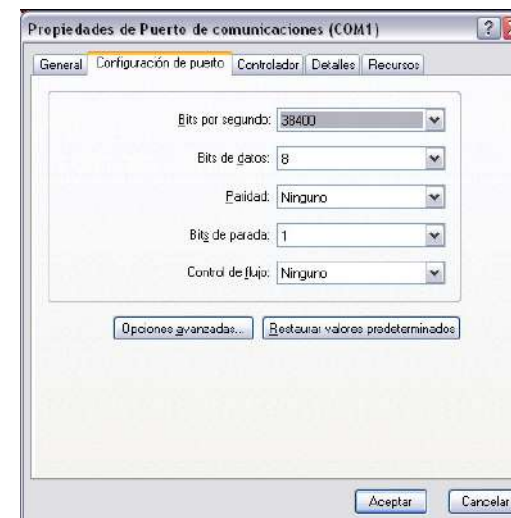 Propiedades de Puerto de comunicaciones (COM1)
General Configuración de puerto Controlador Detalles Recursos
Bits por segundo: 38400
Bits de datos: 8
Paridad: Ninguno
Bits de parada: 1
Control de flujo: Ninguno
Opciones avanzadas... Restaurar valores predeterminados
Aceptar Cancelar